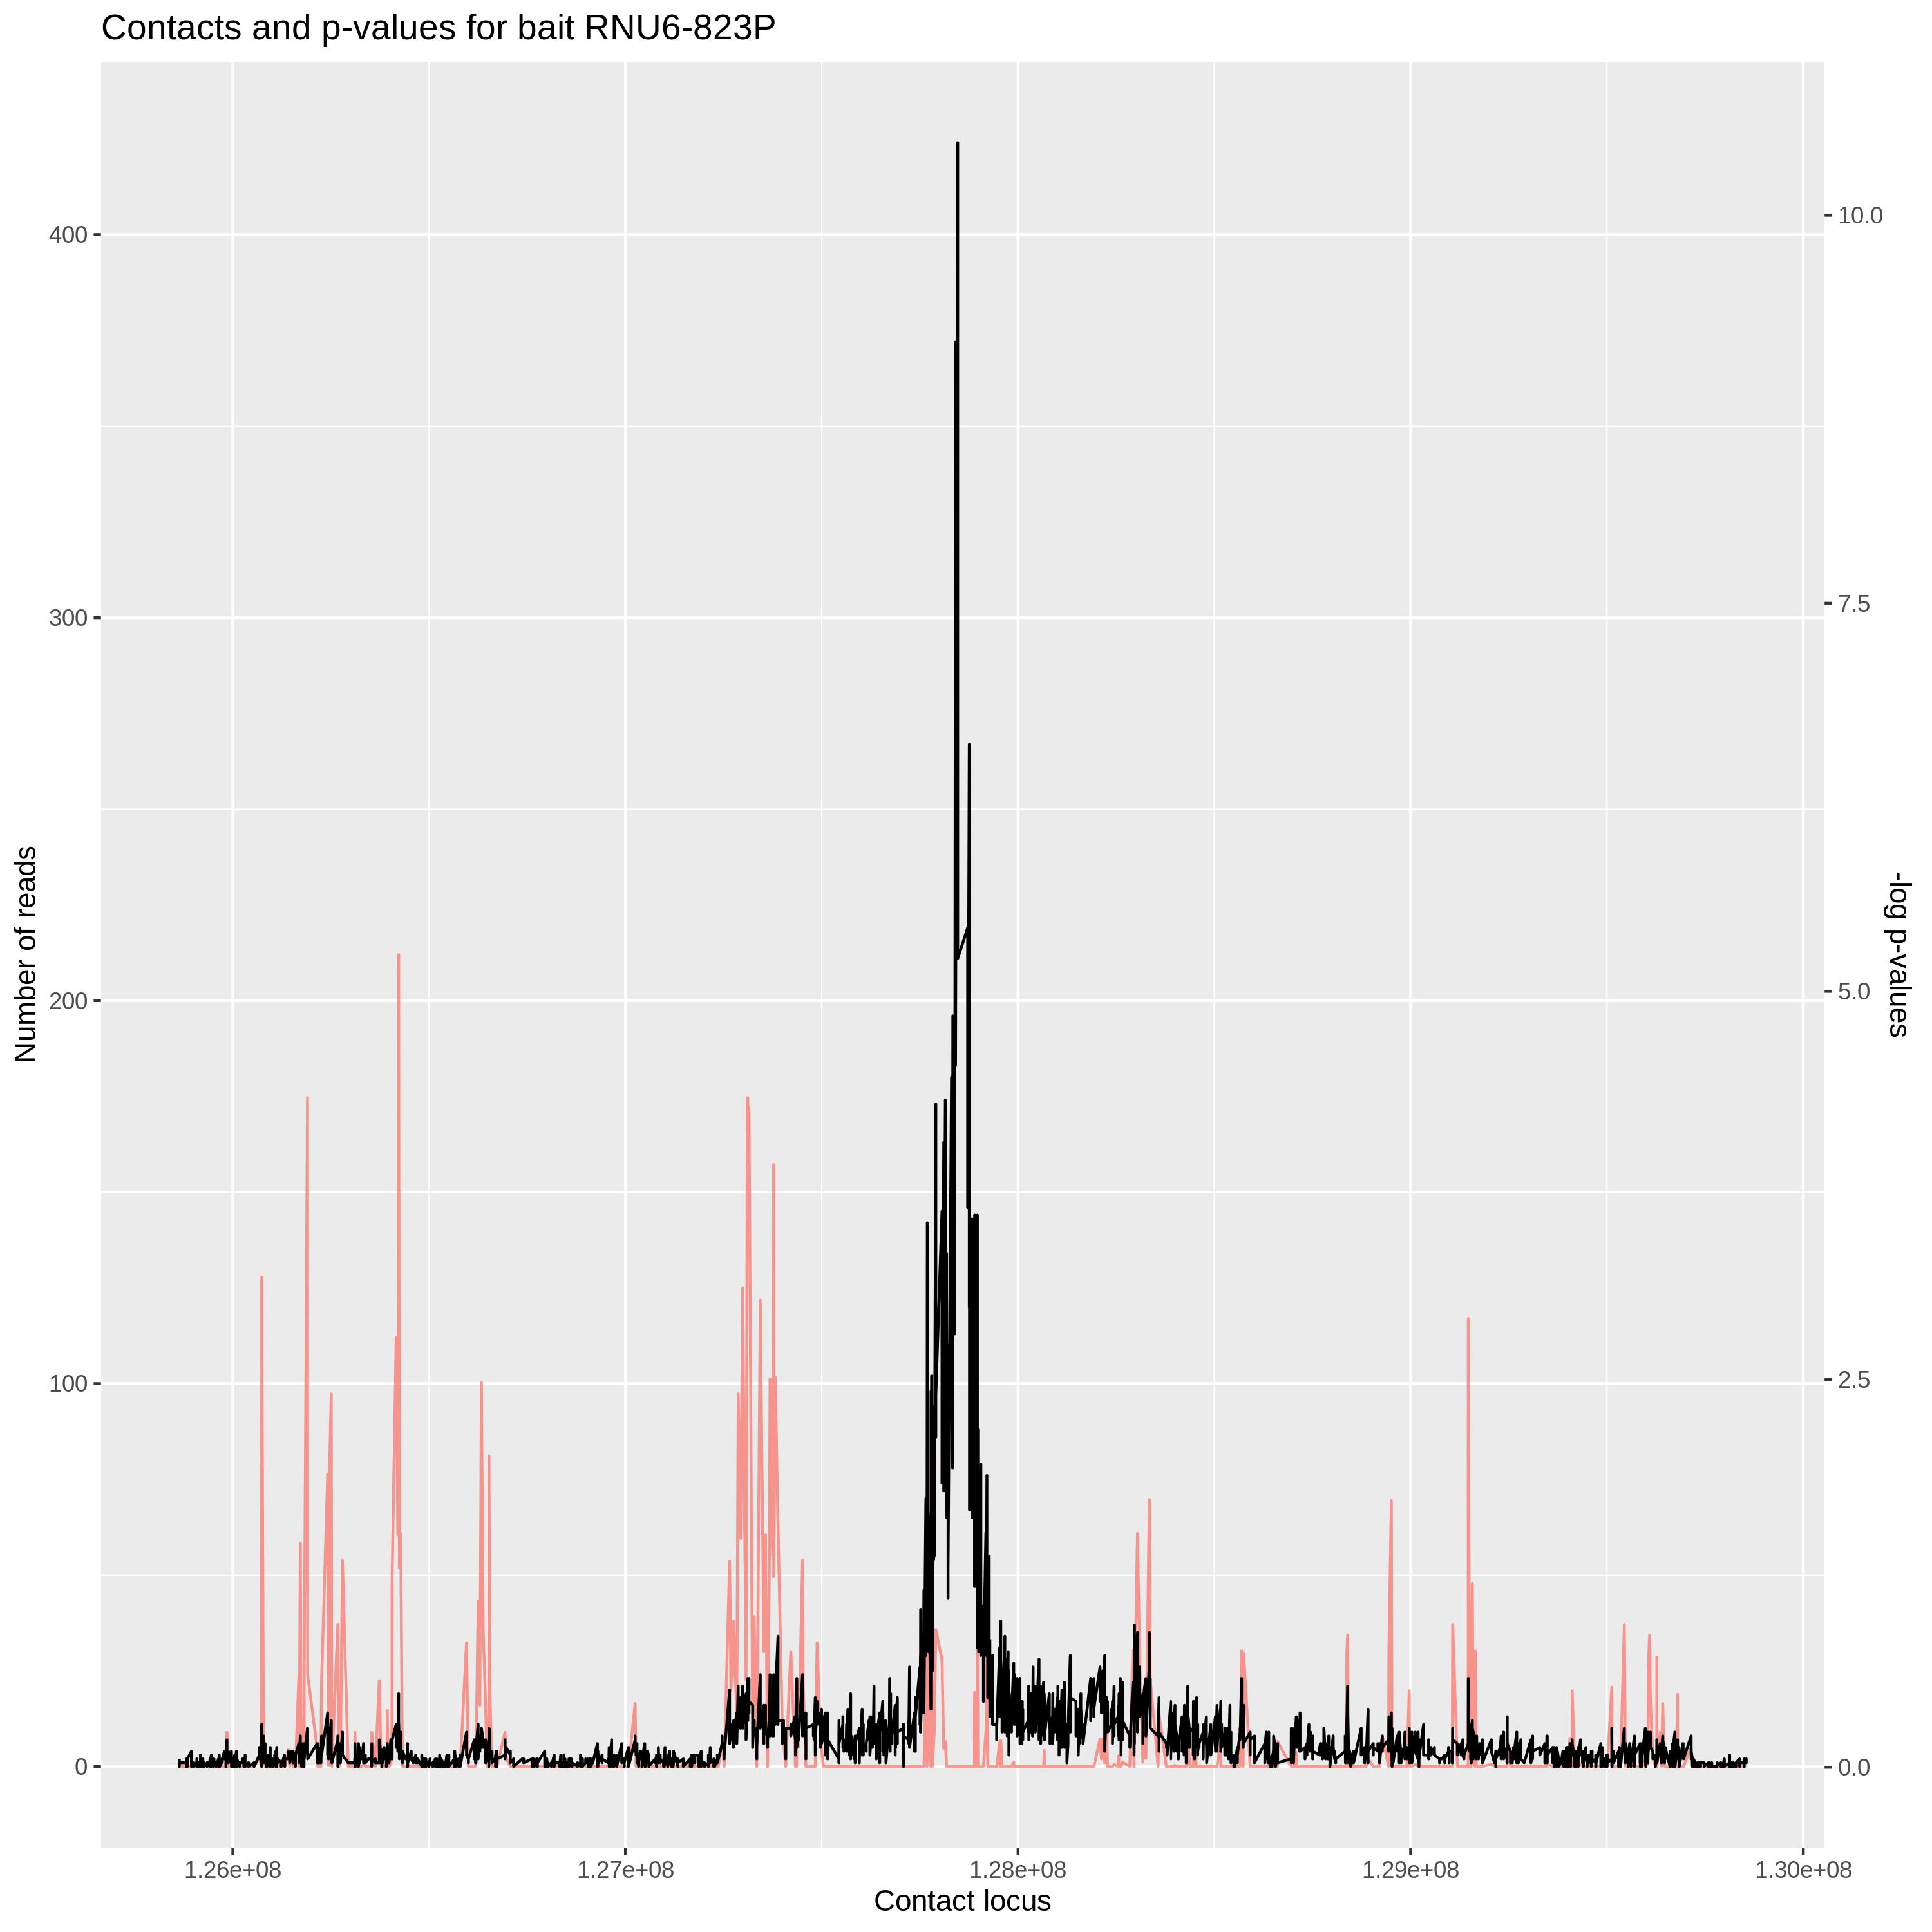 Contacts and p-values for bait RNU6-823P
400
300
200
100
0
Number of reads
10.0
7.5
5.0
2.5
0.0
-log p-values
1.26e+08
1.27e+08
1.28e+08
1.29e+08
1.30e+08
Contact locus